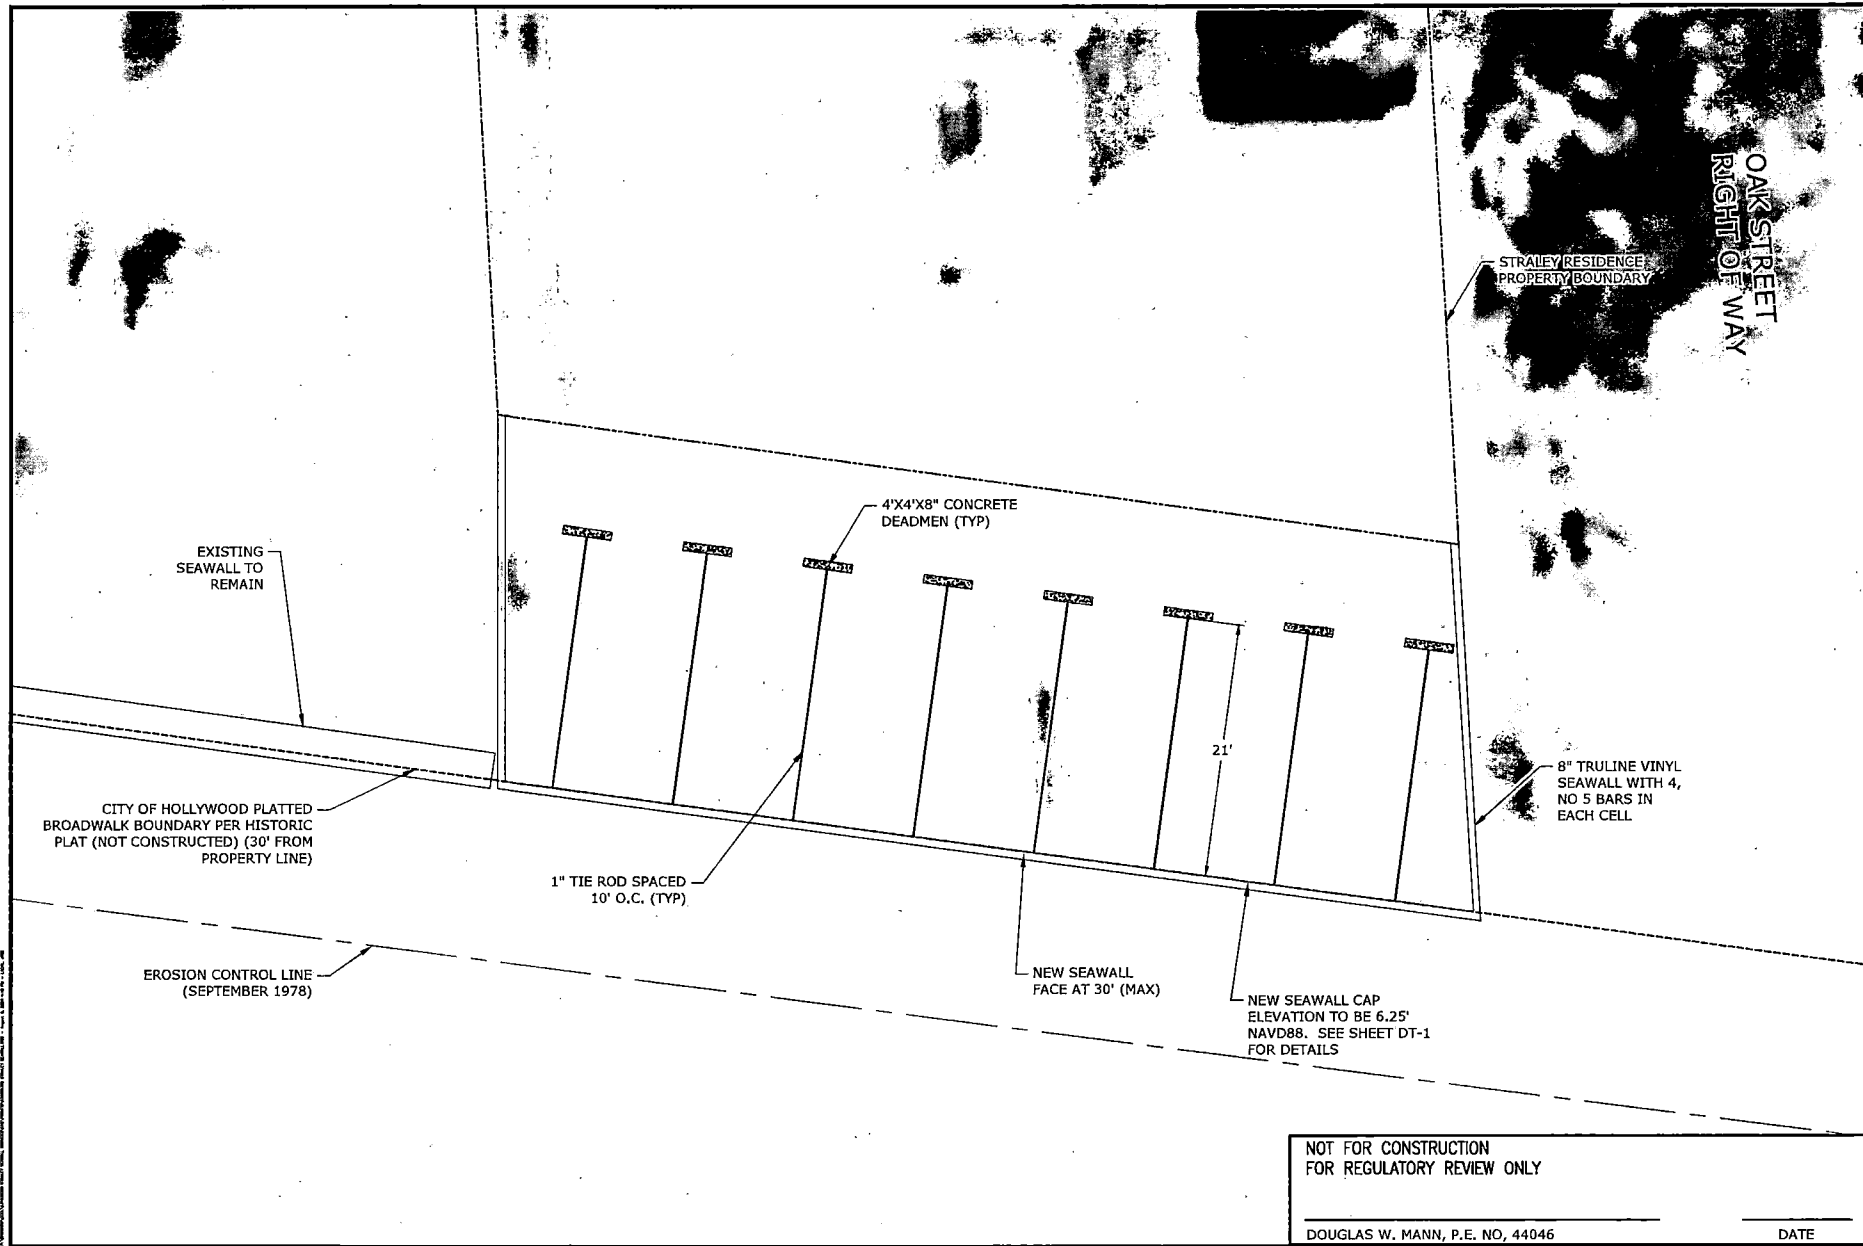 OAK STREET
RIGHT OF WAY
STRALEY RESIDENCE
PROPERTY BOUNDARY
4'X4'X8" CONCRETE
DEADMEN (TYP)
EXISTING
SEAWALL TO
REMAIN
21'
8" TRULINE VINYL
SEAWALL WITH 4,
NO 5 BARS IN
EACH CELL
CITY OF HOLLYWOOD PLATTED
BROADWALK BOUNDARY PER HISTORIC
PLAT (NOT CONSTRUCTED) (30' FROM
PROPERTY LINE)
1" TIE ROD SPACED
10' O.C. (TYP)
EROSION CONTROL LINE
(SEPTEMBER 1978)
NEW SEAWALL
FACE AT 30' (MAX)
NEW SEAWALL CAP
ELEVATION TO BE 6.25'
NAVD88. SEE SHEET DT-1
FOR DETAILS
NOT FOR CONSTRUCTION
FOR REGULATORY REVIEW ONLY
DOUGLAS W. MANN, P.E. NO, 44046
DATE